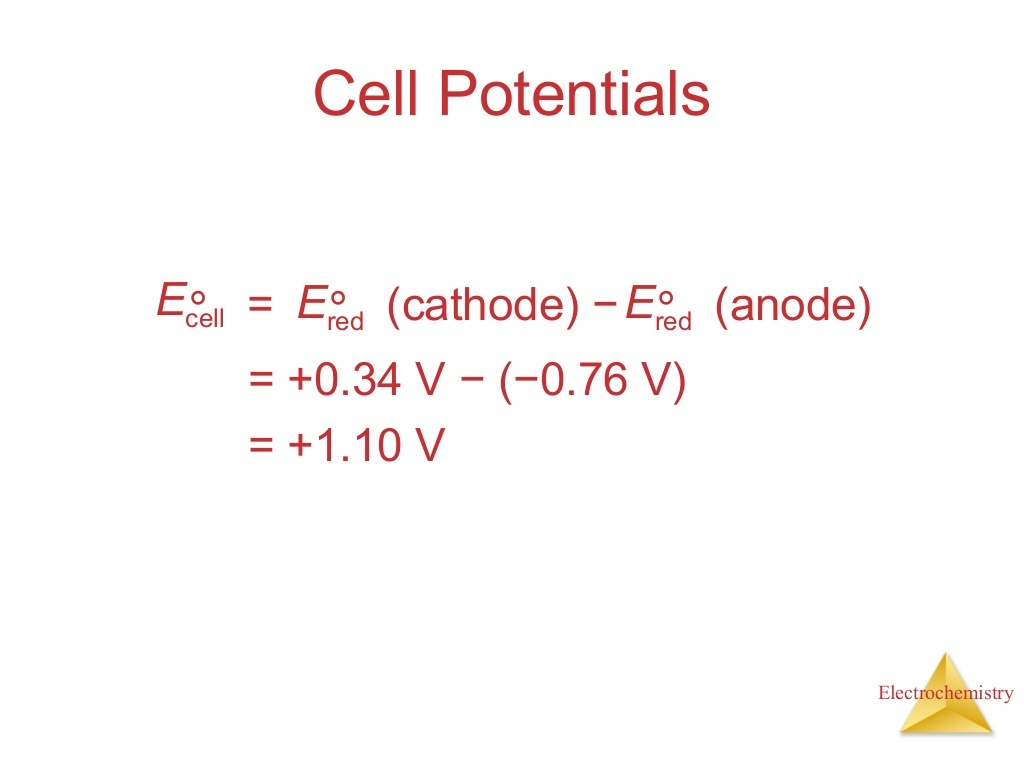 Cell Potentials
E°cell = E°red (cathode) − E°red (anode)
= +0.34 V − (−0.76 V)
= +1.10 V
Electrochemistry